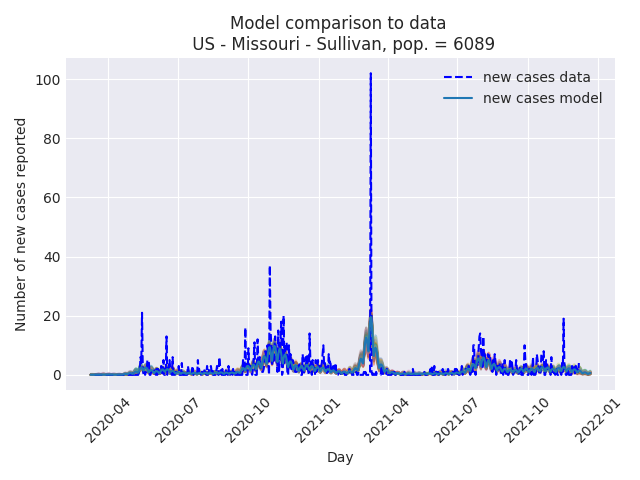 Model comparison to data
US - Missouri - Sullivan, pop. = 6089
new cases data
new cases model
Number of new cases reported
100
80
60
40
20
0
2020-04
2020-07
2020-10
2021-01
2021-04
2021-07
2021-10
2022-01
Day